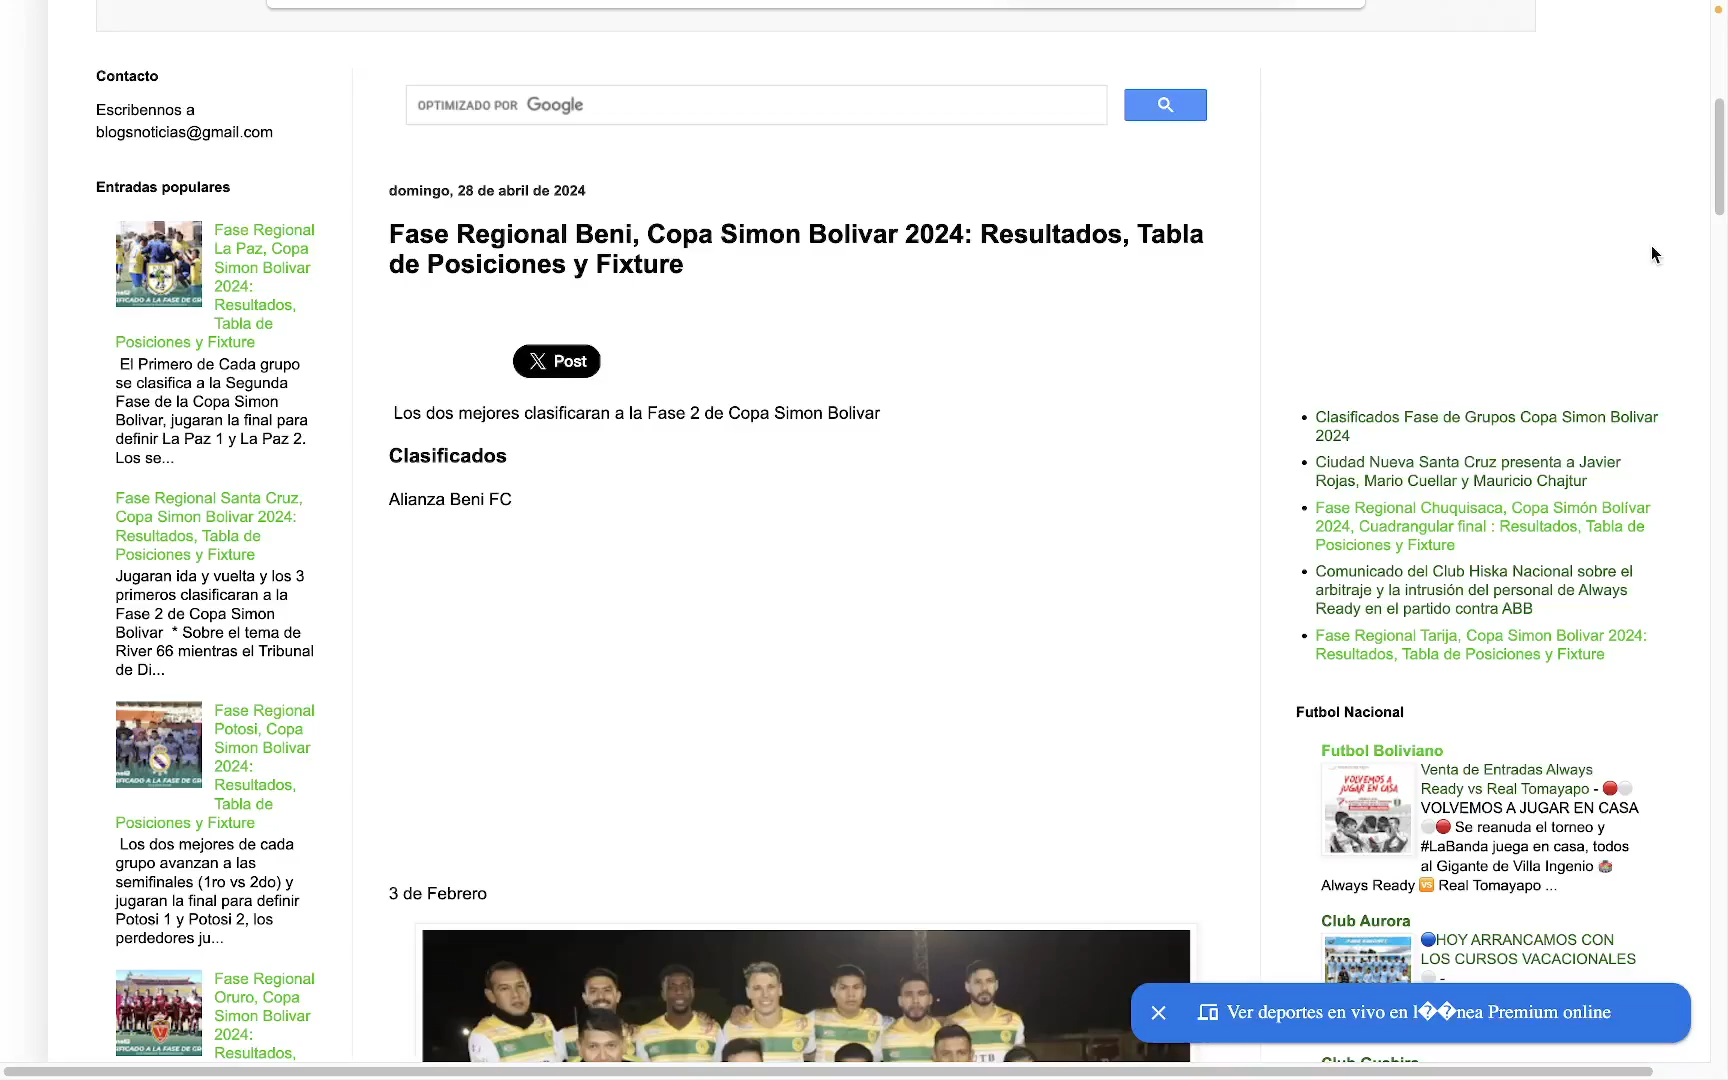 Contacto
Escribennos a
blogsnoticias@gmail.com
Entradas populares
Fase Regional
La Paz, Copa
Simon Bolivar
2024:
Resultados,
Tabla de
Posiciones y Fixture
El Primero de Cada grupo
se clasifica a la Segunda
Fase de la Copa Simon
Bolivar, jugaran la final para
definir La Paz 1 y La Paz 2.
Los se...
Fase Regional Santa Cruz,
Copa Simon Bolivar 2024:
Resultados, Tabla de
Posiciones y Fixture
Jugaran ida y vuelta y los 3
primeros clasificaran a la
Fase 2 de Copa Simon
Bolivar * Sobre el tema de
River 66 mientras el Tribunal
de Di...
Fase Regional
Potosi, Copa
Simon Bolivar
2024:
Resultados,
Tabla de
Posiciones y Fixture
Los dos mejores de cada
grupo avanzan a las
semifinales (1ro vs 2do) y
jugaran la final para definir
Potosi 1 y Potosi 2, los
perdedores ju...
Fase Regional
Oruro, Copa
Simon Bolivar
2024:
Resultados,
OPTIMIZADO POR Google
domingo, 28 de abril de 2024
Fase Regional Beni, Copa Simon Bolivar 2024: Resultados, Tabla
de Posiciones y Fixture
X Post
Los dos mejores clasificaran a la Fase 2 de Copa Simon Bolivar
Clasificados
Alianza Beni FC
3 de Febrero
Clasificados Fase de Grupos Copa Simon Bolivar
2024
Ciudad Nueva Santa Cruz presenta a Javier
Rojas, Mario Cuellar y Mauricio Chajtur
Fase Regional Chuquisaca, Copa Simón Bolívar
2024, Cuadrangular final : Resultados, Tabla de
Posiciones y Fixture
Comunicado del Club Hiska Nacional sobre el
arbitraje y la intrusión del personal de Always
Ready en el partido contra ABB
Fase Regional Tarija, Copa Simon Bolivar 2024:
Resultados, Tabla de Posiciones y Fixture
Futbol Nacional
Futbol Boliviano
VOLVEMOS A
JUGAR EN CASA
Venta de Entradas Always
Ready vs Real Tomayapo - 🔴⚪
VOLVEMOS A JUGAR EN CASA
⚪🔴 Se reanuda el torneo y
#LaBanda juega en casa, todos
al Gigante de Villa Ingenio 🏟️
Always Ready 🆚 Real Tomayapo ...
Club Aurora
🔵HOY ARRANCAMOS CON
LOS CURSOS VACACIONALES
⚪ -
Ver deportes en vivo en l��nea Premium online